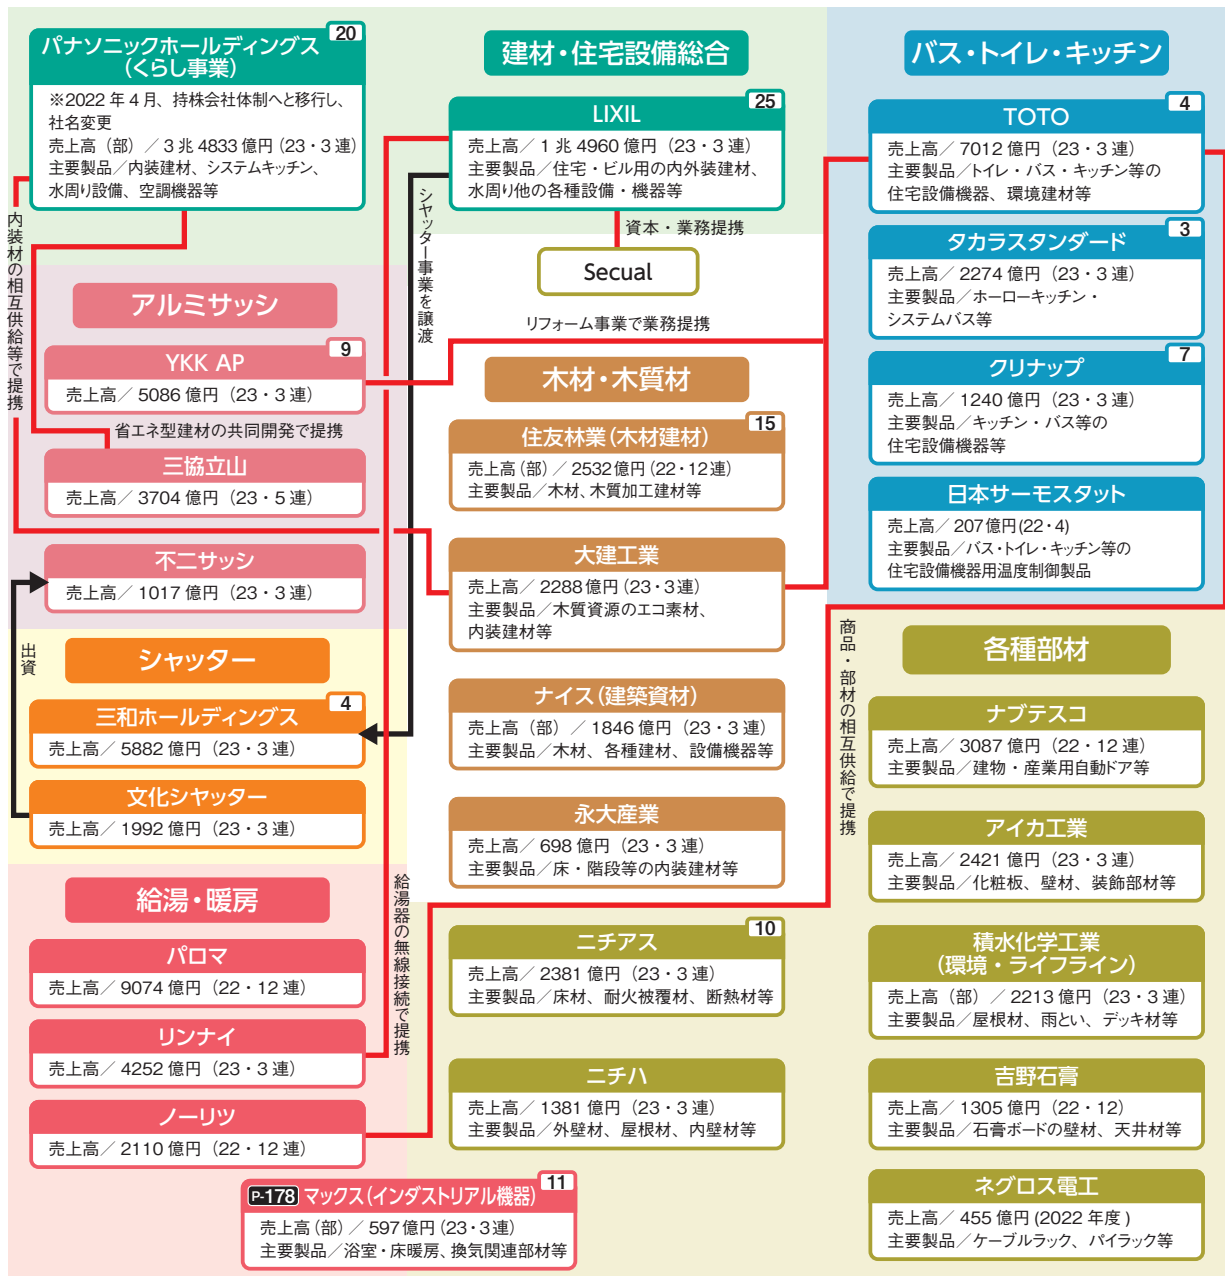 パナソニックホールディングス
(くらし事業)
20
※2022年4月、持株会社体制へと移行し、
社名変更
売上高（部）／3兆4833億円（23・3連）
主要製品／内装建材、システムキッチン、
水周り設備、空調機器等
内装材の相互供給等で提携
アルミサッシ
YKK AP
9
売上高／5086億円（23・3連）
省エネ型建材の共同開発で提携
三協立山
売上高／3704億円（23・5連）
不二サッシ
売上高／1017億円（23・3連）
出資
シャッター
三和ホールディングス
4
売上高／5882億円（23・3連）
文化シヤッター
売上高／1992億円（23・3連）
給湯・暖房
パロマ
売上高／9074億円（22・12連）
リンナイ
売上高／4252億円（23・3連）
ノーリツ
売上高／2110億円（22・12連）
P-178 マックス（インダストリアル機器）
11
売上高（部）／597億円（23・3連）
主要製品／浴室・床暖房、換気関連部材等
建材・住宅設備総合
LIXIL
25
売上高／1兆4960億円（23・3連）
主要製品／住宅・ビル用の内外装建材、
水周り他の各種設備・機器等
シャッター事業を譲渡
資本・業務提携
Secual
リフォーム事業で業務提携
木材・木質材
住友林業（木材建材）
15
売上高（部）／2532億円（22・12連）
主要製品／木材、木質加工建材等
大建工業
売上高／2288億円（23・3連）
主要製品／木質資源のエコ素材、
内装建材等
ナイス（建築資材）
売上高（部）／1846億円（23・3連）
主要製品／木材、各種建材、設備機器等
永大産業
売上高／698億円（23・3連）
主要製品／床・階段等の内装建材等
給湯器の無線接続で提携
ニチアス
10
売上高／2381億円（23・3連）
主要製品／床材、耐火被覆材、断熱材等
ニチハ
売上高／1381億円（23・3連）
主要製品／外壁材、屋根材、内壁材等
バス・トイレ・キッチン
TOTO
4
売上高／7012億円（23・3連）
主要製品／トイレ・バス・キッチン等の
住宅設備機器、環境建材等
タカラスタンダード
3
売上高／2274億円（23・3連）
主要製品／ホーローキッチン・
システムバス等
クリナップ
7
売上高／1240億円（23・3連）
主要製品／キッチン・バス等の
住宅設備機器等
日本サーモスタット
売上高／207億円(22・4)
主要製品／バス・トイレ・キッチン等の
住宅設備機器用温度制御製品
商品・部材の相互供給で提携
各種部材
ナブテスコ
売上高／3087億円（22・12連）
主要製品／建物・産業用自動ドア等
アイカ工業
売上高／2421億円（23・3連）
主要製品／化粧板、壁材、装飾部材等
積水化学工業
（環境・ライフライン）
売上高（部）／2213億円（23・3連）
主要製品／屋根材、雨とい、デッキ材等
吉野石膏
売上高／1305億円（22・12）
主要製品／石膏ボードの壁材、天井材等
ネグロス電工
売上高／455億円(2022年度)
主要製品／ケーブルラック、パイラック等